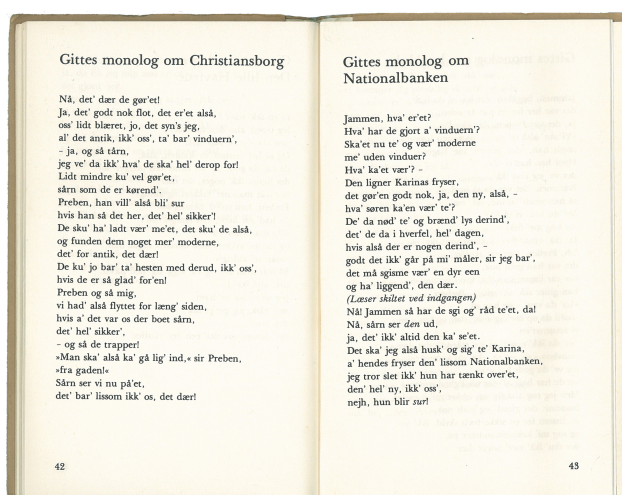 Gittes monolog om Christiansborg
Nå, det' dær de gør'et!
Ja, det' godt nok flot, det er'et alså,
oss' lidt blæret, jo, det syn's jeg,
al' det antik, ikk' oss', ta' bar' vinduern',
– ja, og så tårn,
jeg ve' da ikk' hva' de ska' hel' derop for!
Lidt mindre ku' vel gør'et,
sårn som de er kørend'.
Preben, han vill' alså bli' sur
hvis han så det her, det' hel' sikker'!
De sku' ha' ladt vær' me'et, det sku' de alså,
og funden dem noget mer' moderne,
det' for antik, det dær!
De ku' jo bar' ta' hesten med derud, ikk' oss',
hvis de er så glad' for'en!
Preben og så mig,
vi had' alså flyttet for læng' siden,
hvis a' det var os der boet sårn,
det' hel' sikker',
– og så de trapper!
»Man ska' alså ka' gå lig' ind,« sir Preben,
»fra gaden!«
Sårn ser vi nu på'et,
det' bar' lissom ikk' os, det dær!
42
Gittes monolog om
Nationalbanken
Jammen, hva' er'et?
Hva' har de gjort a' vinduern'?
Ska'et nu te' og vær' moderne
me' uden vinduer?
Hva' ka'et vær'? –
Den ligner Karinas fryser,
det gør'en godt nok, ja, den ny, alså, –
hva' søren ka'en vær' te'?
De' da nød' te' og brænd' lys derind',
det' de da i hverfel, hel' dagen,
hvis alså der er nogen derind', –
godt det ikk' går på mi' måler, sir jeg bar',
det må sgisme vær' en dyr een
og ha' liggend', den dær.
(Læser skiltet ved indgangen)
Nå! Jammen så har de sgi og' råd te'et, da!
Nå, sårn ser den ud,
ja, det' ikk' altid den ka' se'et.
Det ska' jeg alså husk' og sig' te' Karina,
a' hendes fryser den' lissom Nationalbanken,
jeg tror slet ikk' hun har tænkt over'et,
den' hel' ny, ikk' oss',
nejh, hun blir sur!
43